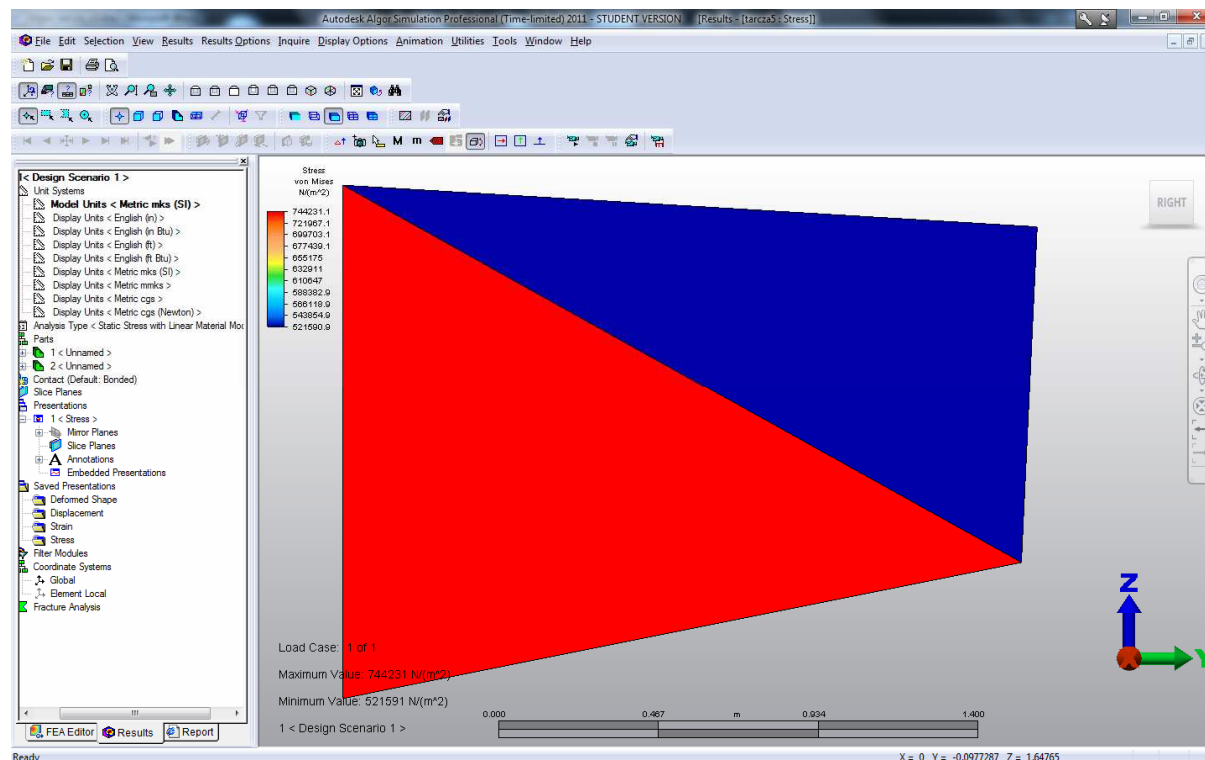 Autodesk Algor Simulation Professional (Time-limited) 2011 - STUDENT VERSION [Results - [tarcza5 : Stress]]
File Edit Selection View Results Results Options Inquire Display Options Animation Utilities Tools Window Help
1< Design Scenario 1 >
Unit Systems
Model Units < Metric mks (SI) >
Display Units < English (in) >
Display Units < English (in Btu) >
Display Units < English (ft) >
Display Units < English (ft Btu) >
Display Units < Metric mks (SI) >
Display Units < Metric mmks >
Display Units < Metric cgs >
Display Units < Metric cgs (Newton) >
Analysis Type < Static Stress with Linear Material Moc
Parts
1 < Unnamed >
2 < Unnamed >
Contact (Default: Bonded)
Slice Planes
Presentations
1 < Stress >
Mirror Planes
Slice Planes
A Annotations
Embedded Presentations
Saved Presentations
Deformed Shape
Displacement
Strain
Stress
Filter Modules
Coordinate Systems
Global
Element Local
Fracture Analysis
FEA Editor Results Report
Ready
Stress
von Mises
N/(m^2)
744231.1
721967.1
699703.1
677439.1
655175
632911
610647
588382.9
566118.9
543854.9
521590.9
RIGHT
Z
Y
Load Case: 1 of 1
Maximum Value: 744231 N/(m^2)
Minimum Value: 521591 N/(m^2)
1 < Design Scenario 1 >
0.000 0.467 m 0.934 1.400
X = 0 Y = -0.0977287 Z = 1.64765